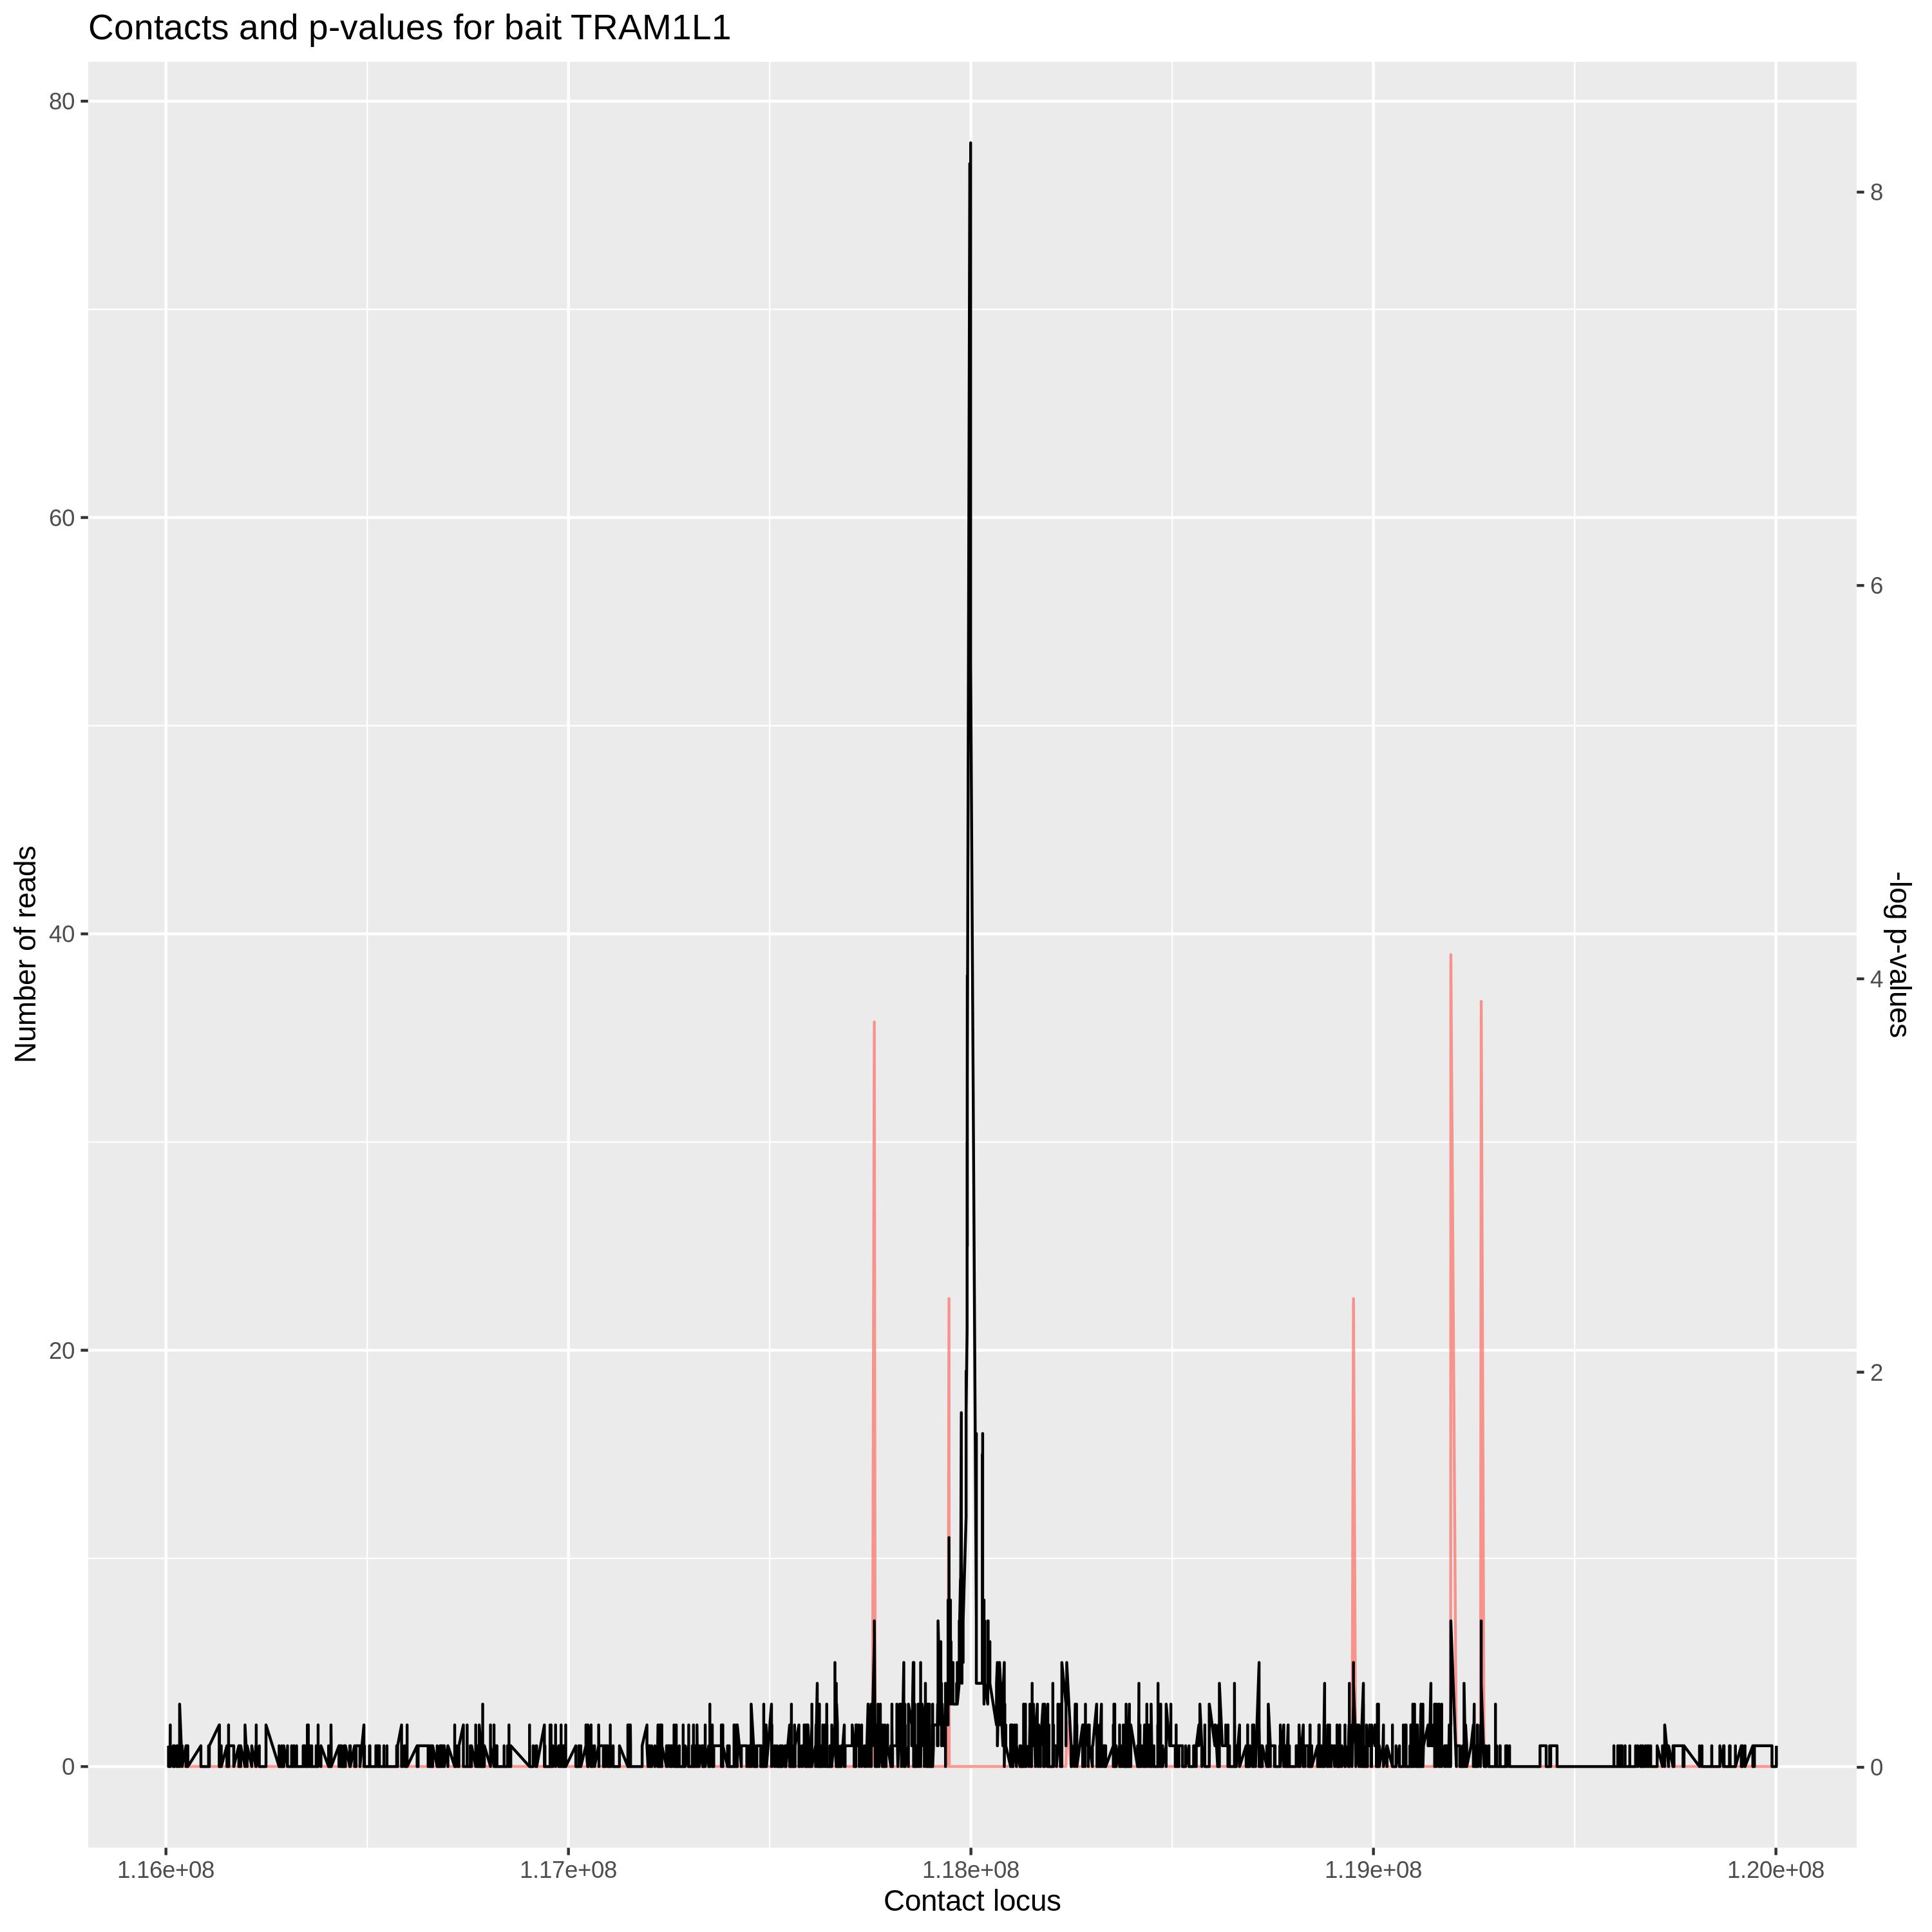 Contacts and p-values for bait TRAM1L1
80
60
40
20
0
Number of reads
8
6
4
2
0
-log p-values
1.16e+08
1.17e+08
1.18e+08
1.19e+08
1.20e+08
Contact locus